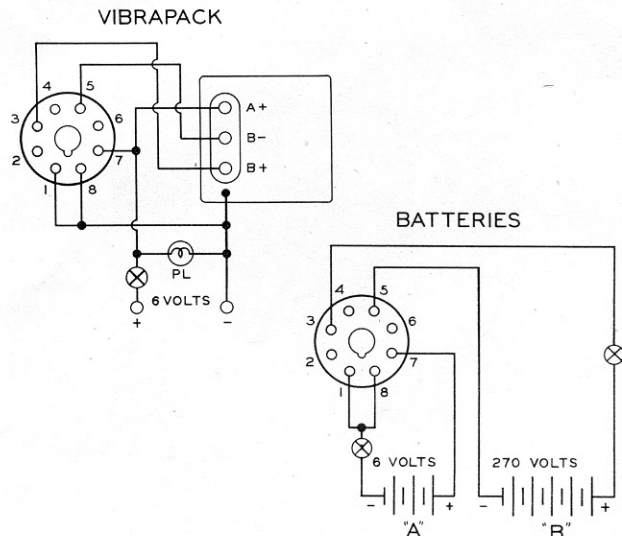 VIBRAPACK
4 5
3 6
2 7
1 8
A+
B-
B+
PL
6 VOLTS
+ -
BATTERIES
4 5
3 6
2 7
1 8
6 VOLTS 270 VOLTS
- + - +
"A" "B"